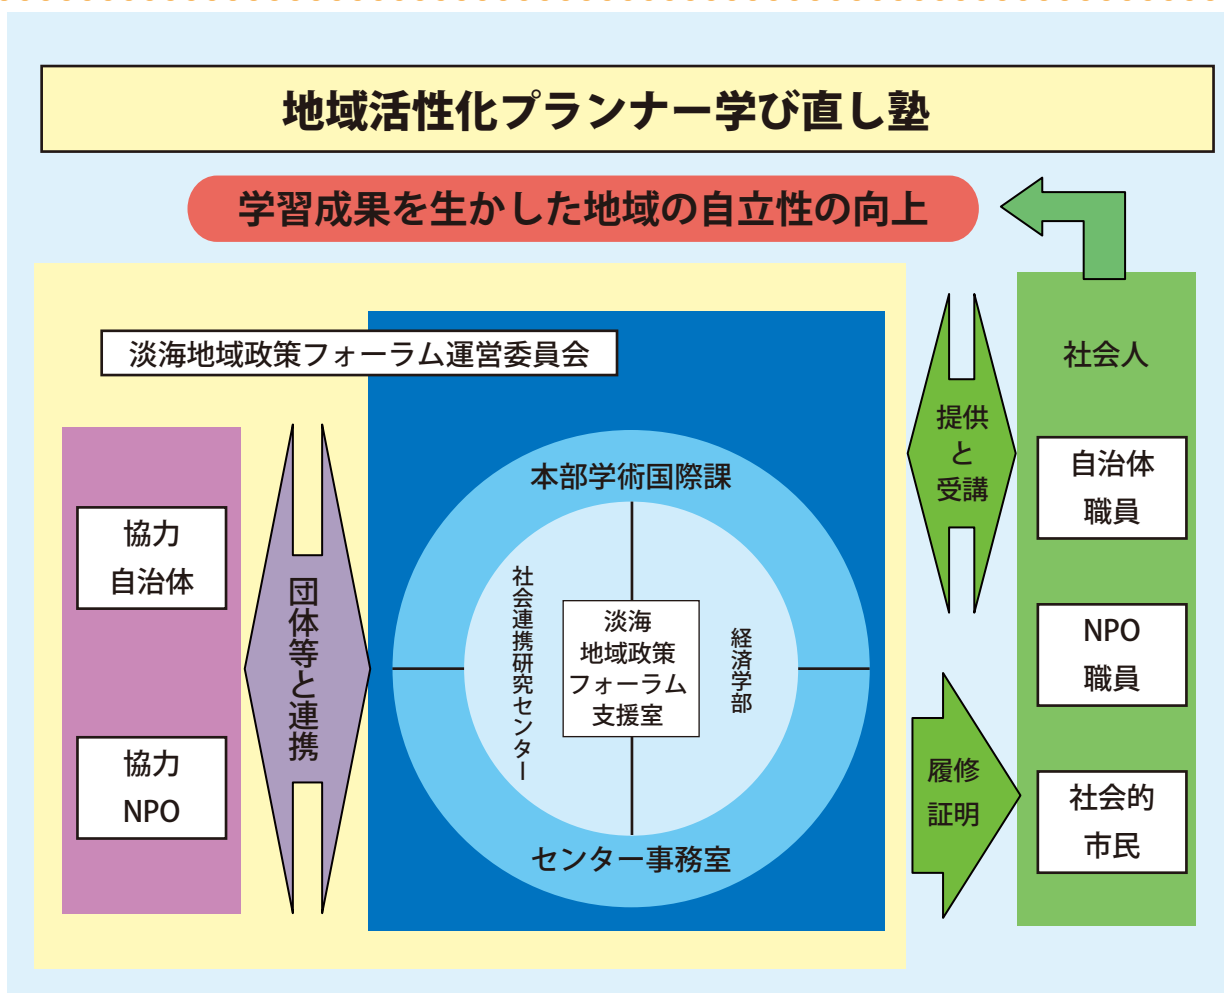 地域活性化プランナー学び直し塾
学習成果を生かした地域の自立性の向上
淡海地域政策フォーラム運営委員会
協力
自治体
協力
NPO
団体等と連携
本部学術国際課
社会連携研究センター
淡海
地域政策
フォーラム
支援室
経済学部
センター事務室
提供
と
受講
履修
証明
社会人
自治体
職員
NPO
職員
社会的
市民